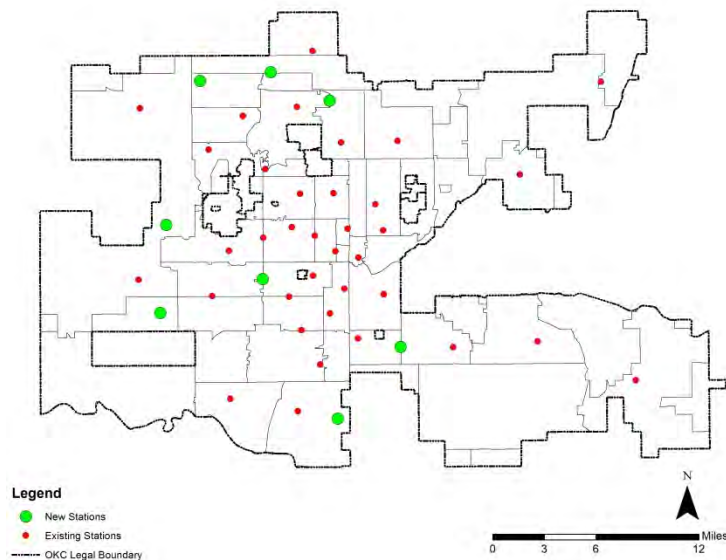 N
Legend
New Stations
Existing Stations
OKC Legal Boundary
Miles
0 3 6 12